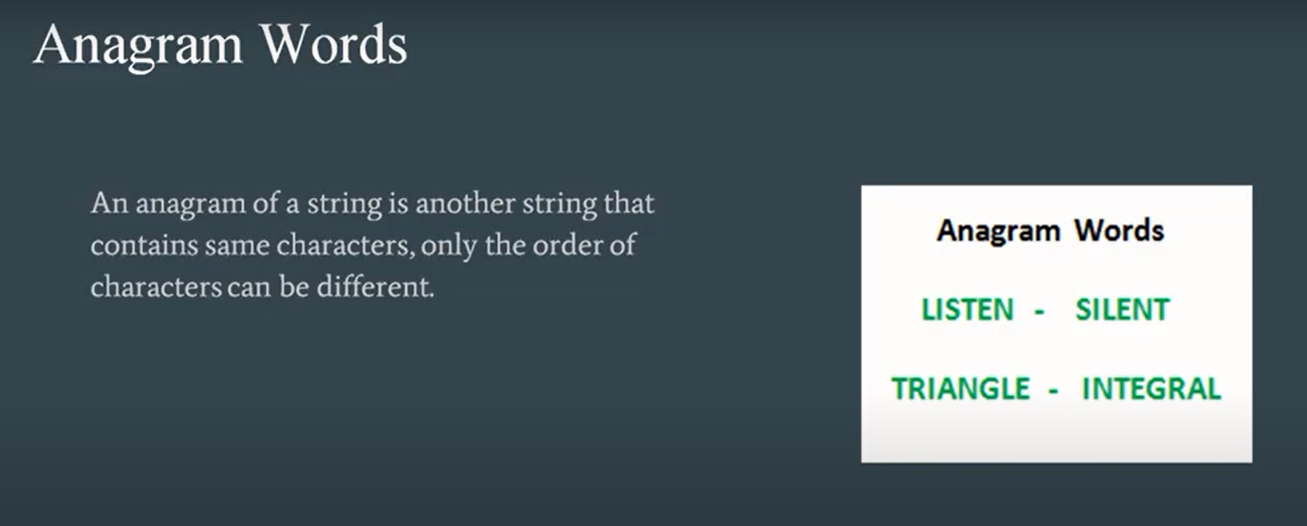 Anagram Words
An anagram of a string is another string that
contains same characters, only the order of
characters can be different.
Anagram Words
LISTEN - SILENT
TRIANGLE - INTEGRAL